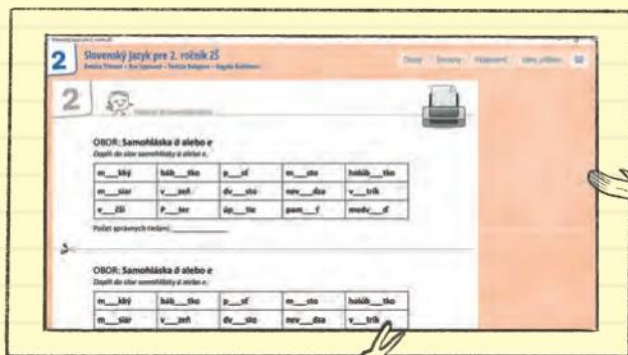 2
Slovenský jazyk pre 2. ročník ZŠ
2
OBOR: Samohláska ä alebo e
Doplň do slov samohlásky ä alebo e.
m__kký báb__tko p__sť m__sto holúb__tko
m__siar v__zeň dv__sto nev__dza v__trík
v__čší P__ter úp__tie pam__ť medv__ď
Počet správnych riešení:
OBOR: Samohláska ä alebo e
Doplň do slov samohlásky ä alebo e.
m__kký báb__tko p__sť m__sto holúb__tko
m__siar v__zeň dv__sto nev__dza v__trík